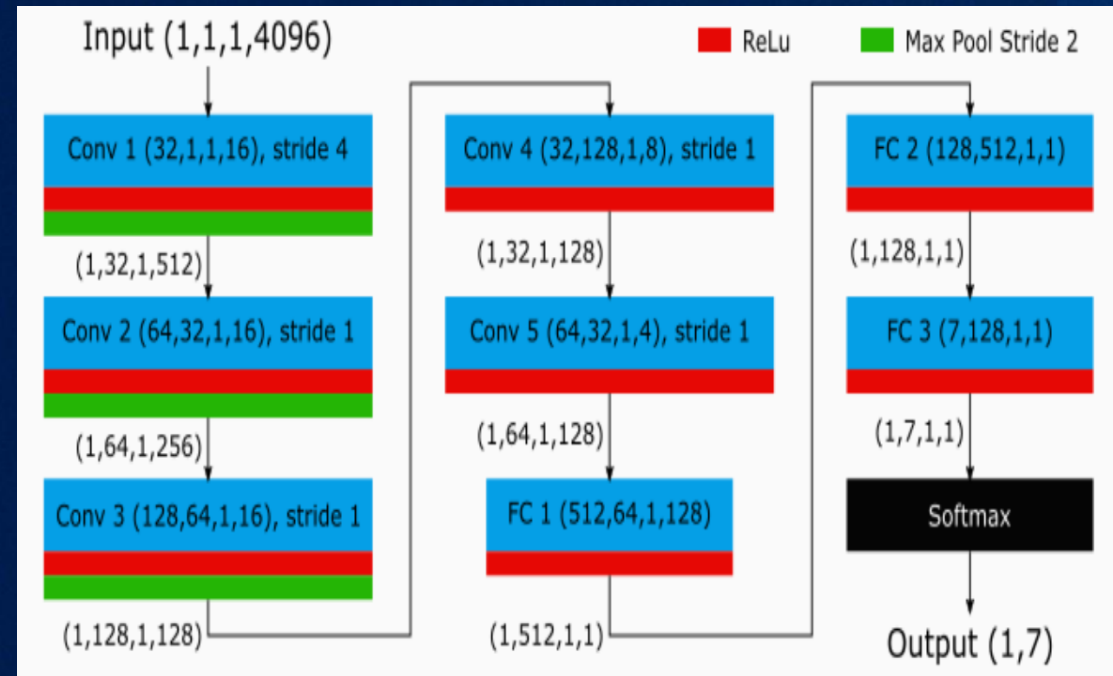 Input (1,1,1,4096)
ReLu
Max Pool Stride 2
Conv 1 (32,1,1,16), stride 4
(1,32,1,512)
Conv 2 (64,32,1,16), stride 1
(1,64,1,256)
Conv 3 (128,64,1,16), stride 1
(1,128,1,128)
Conv 4 (32,128,1,8), stride 1
(1,32,1,128)
Conv 5 (64,32,1,4), stride 1
(1,64,1,128)
FC 1 (512,64,1,128)
(1,512,1,1)
FC 2 (128,512,1,1)
(1,128,1,1)
FC 3 (7,128,1,1)
(1,7,1,1)
Softmax
Output (1,7)